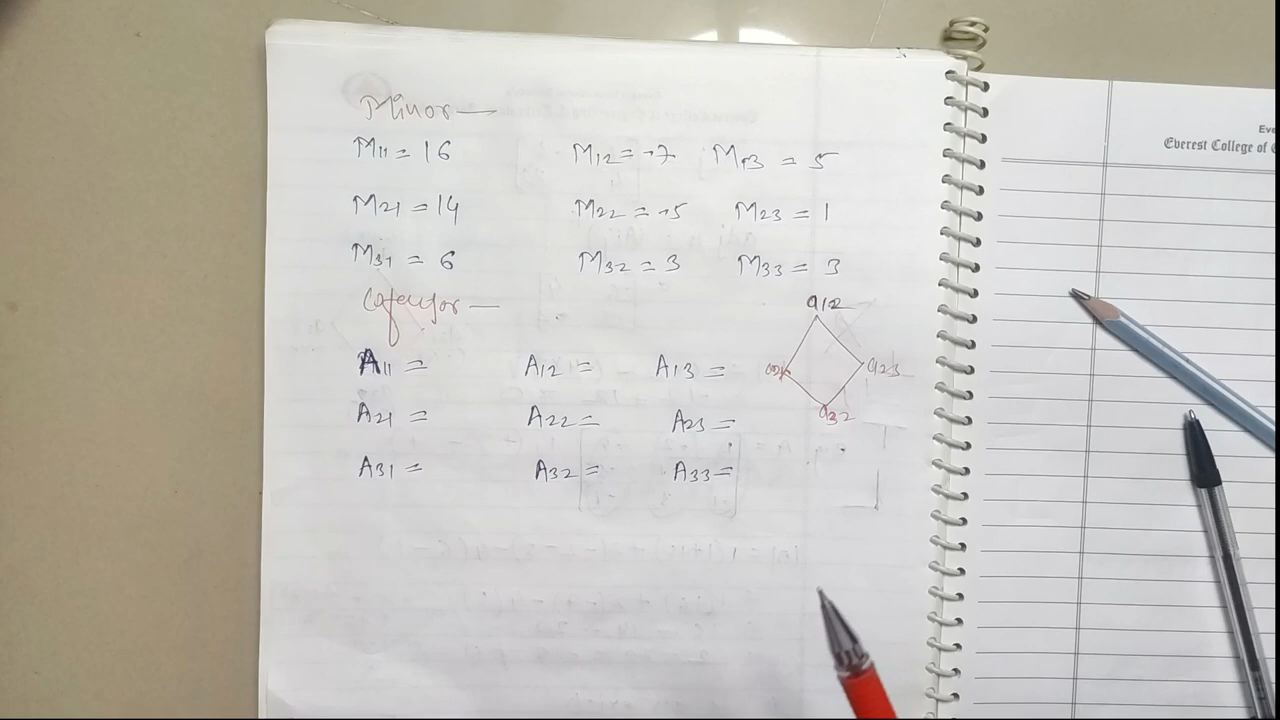 Minor —
M11 = 16 M12 = -7 M13 = 5
M21 = 14 M22 = -5 M23 = 1
M31 = 6 M32 = 3 M33 = 3
Cofactor —
a12
A11 = A12 = A13 = a23
A21 = A22 = A23 = a32
A31 = A32 = A33 =
Everest College of